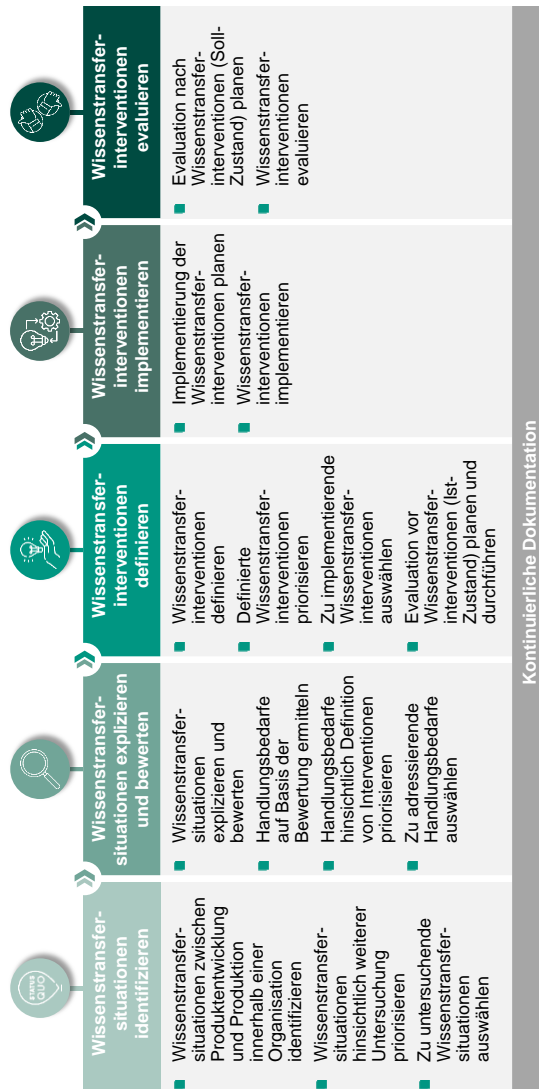 STATUS
QUO
Wissenstransfer-
situationen
identifizieren
Wissenstransfer-
situationen zwischen
Produktentwicklung
und Produktion
innerhalb einer
Organisation
identifizieren
Wissenstransfer-
situationen
hinsichtlich weiterer
Untersuchung
priorisieren
Zu untersuchende
Wissenstransfer-
situationen
auswählen
Wissenstransfer-
situationen explizieren
und bewerten
Wissenstransfer-
situationen
explizieren und
bewerten
Handlungsbedarfe
auf Basis der
Bewertung ermitteln
Handlungsbedarfe
hinsichtlich Definition
von Interventionen
priorisieren
Zu adressierende
Handlungsbedarfe
auswählen
Wissenstransfer-
interventionen
definieren
Wissenstransfer-
interventionen
definieren
Definierte
Wissenstransfer-
interventionen
priorisieren
Zu implementierende
Wissenstransfer-
interventionen
auswählen
Evaluation vor
Wissenstransfer-
interventionen (Ist-
Zustand) planen und
durchführen
Wissenstransfer-
interventionen
implementieren
Implementierung der
Wissenstransfer-
interventionen planen
Wissenstransfer-
interventionen
implementieren
Wissenstransfer-
interventionen
evaluieren
Evaluation nach
Wissenstransfer-
interventionen (Soll-
Zustand) planen
Wissenstransfer-
interventionen
evaluieren
Kontinuierliche Dokumentation